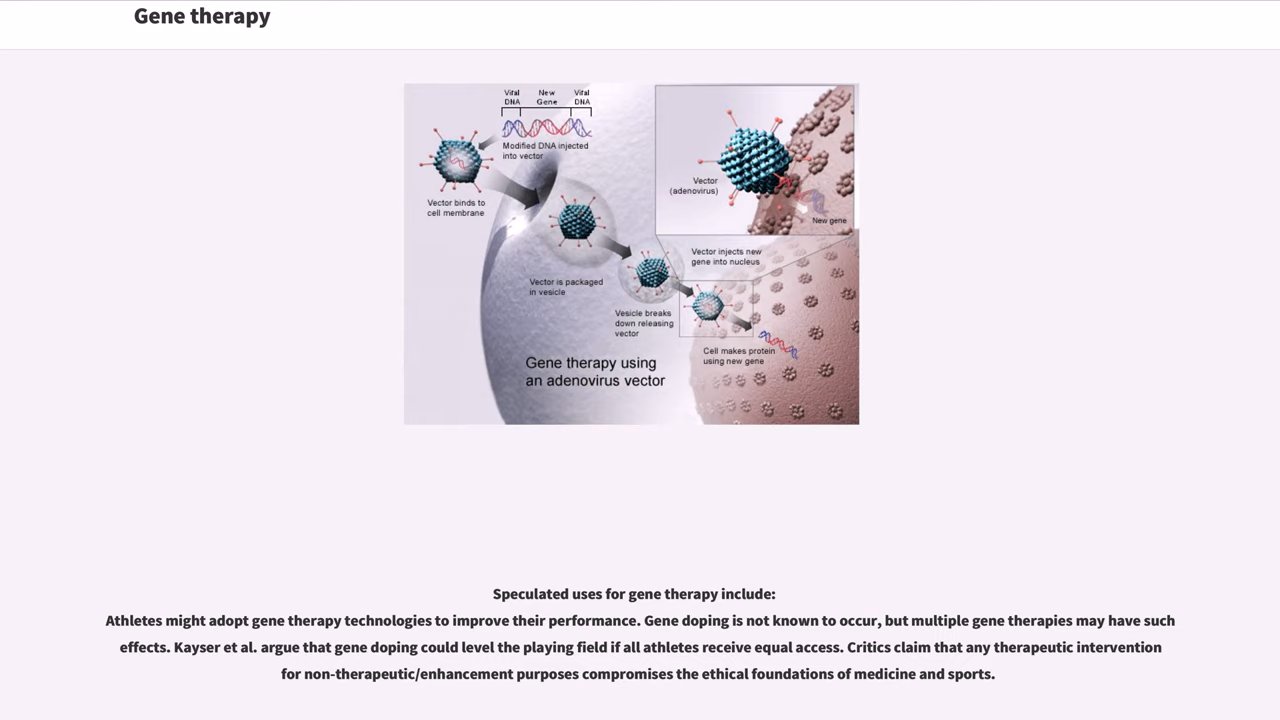 Gene therapy
Viral DNA
New Gene
Viral DNA
Modified DNA injected
into vector
Vector binds to
cell membrane
Vector
(adenovirus)
New gene
Vector injects new
gene into nucleus
Vector is packaged
in vesicle
Vesicle breaks
down releasing
vector
Cell makes protein
using new gene
Gene therapy using
an adenovirus vector
Speculated uses for gene therapy include:
Athletes might adopt gene therapy technologies to improve their performance. Gene doping is not known to occur, but multiple gene therapies may have such
effects. Kayser et al. argue that gene doping could level the playing field if all athletes receive equal access. Critics claim that any therapeutic intervention
for non-therapeutic/enhancement purposes compromises the ethical foundations of medicine and sports.